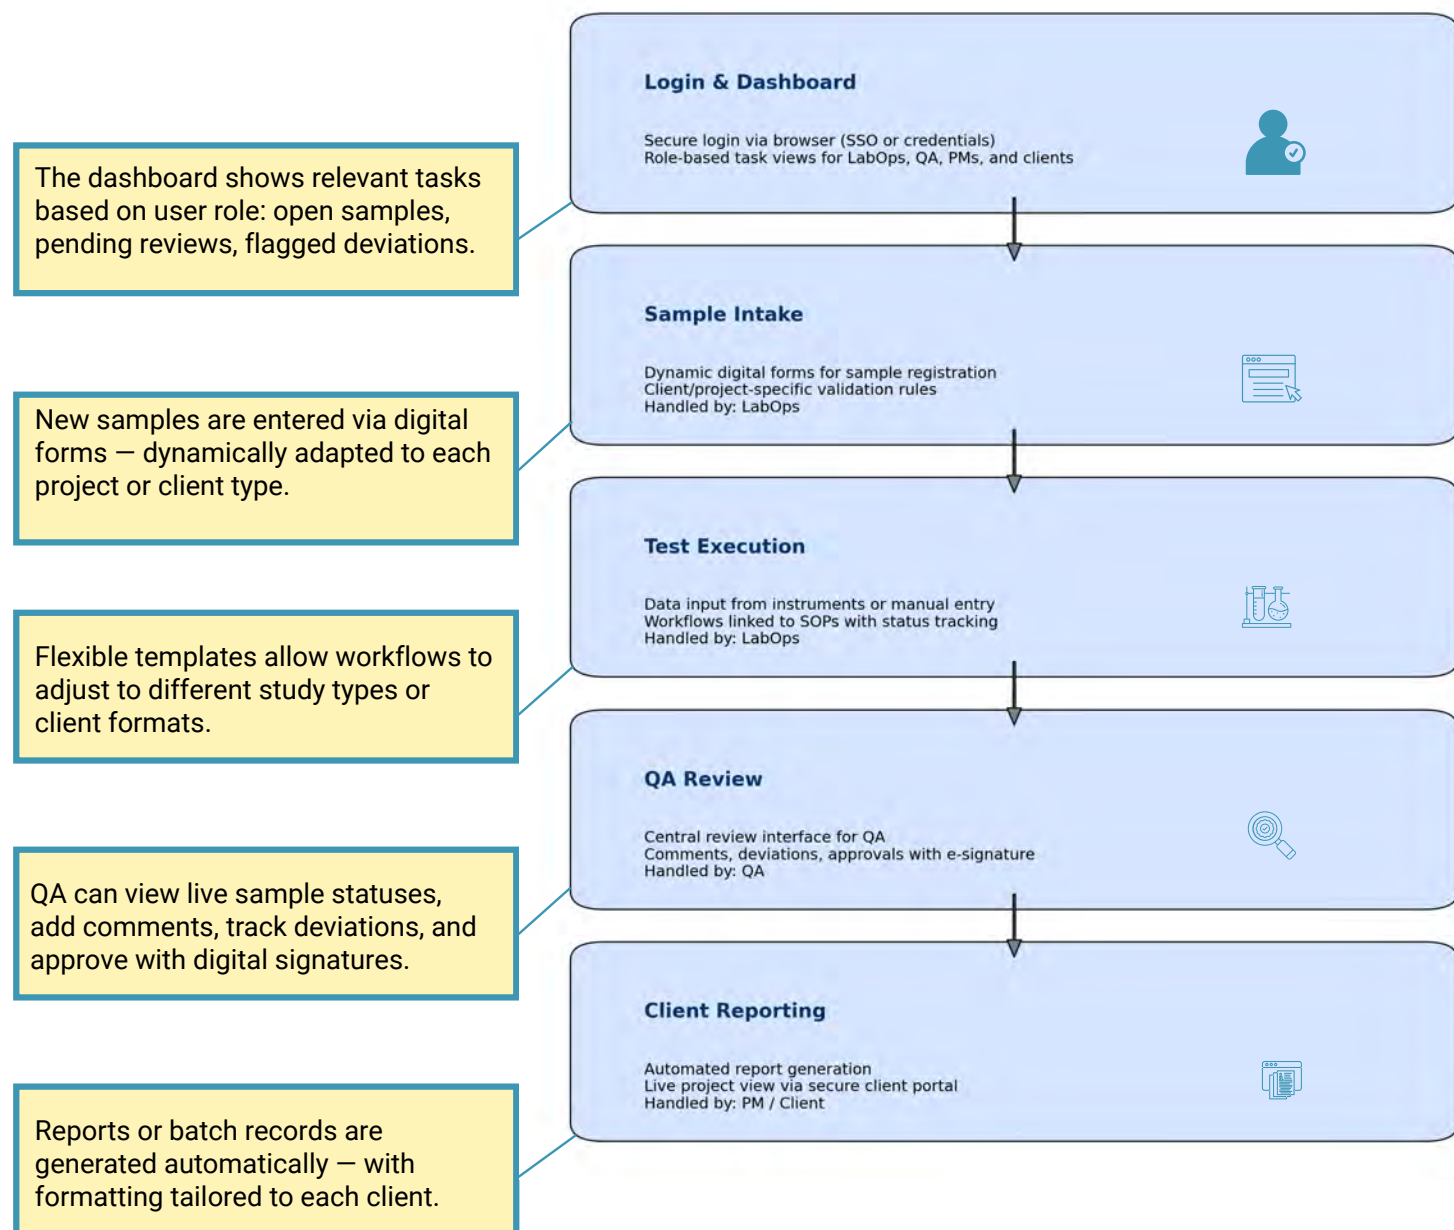 Login & Dashboard
Secure login via browser (SSO or credentials)
Role-based task views for LabOps, QA, PMs, and clients
The dashboard shows relevant tasks
based on user role: open samples,
pending reviews, flagged deviations.
Sample Intake
Dynamic digital forms for sample registration
Client/project-specific validation rules
Handled by: LabOps
New samples are entered via digital
forms — dynamically adapted to each
project or client type.
Test Execution
Data input from instruments or manual entry
Workflows linked to SOPs with status tracking
Handled by: LabOps
Flexible templates allow workflows to
adjust to different study types or
client formats.
QA Review
Central review interface for QA
Comments, deviations, approvals with e-signature
Handled by: QA
QA can view live sample statuses,
add comments, track deviations, and
approve with digital signatures.
Client Reporting
Automated report generation
Live project view via secure client portal
Handled by: PM / Client
Reports or batch records are
generated automatically — with
formatting tailored to each client.